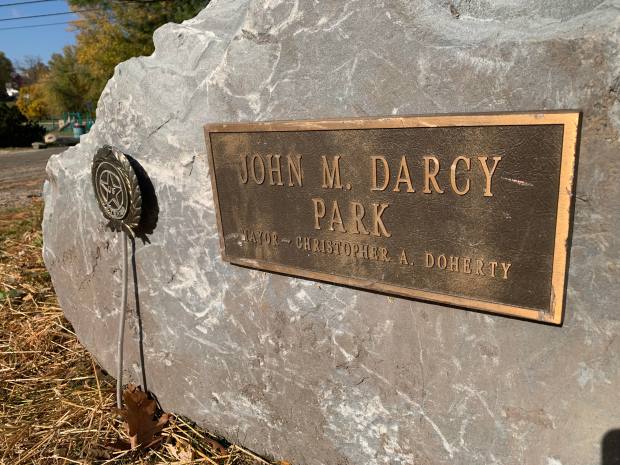 JOHN M. DARCY
PARK
MAYOR – CHRISTOPHER A. DOHERTY